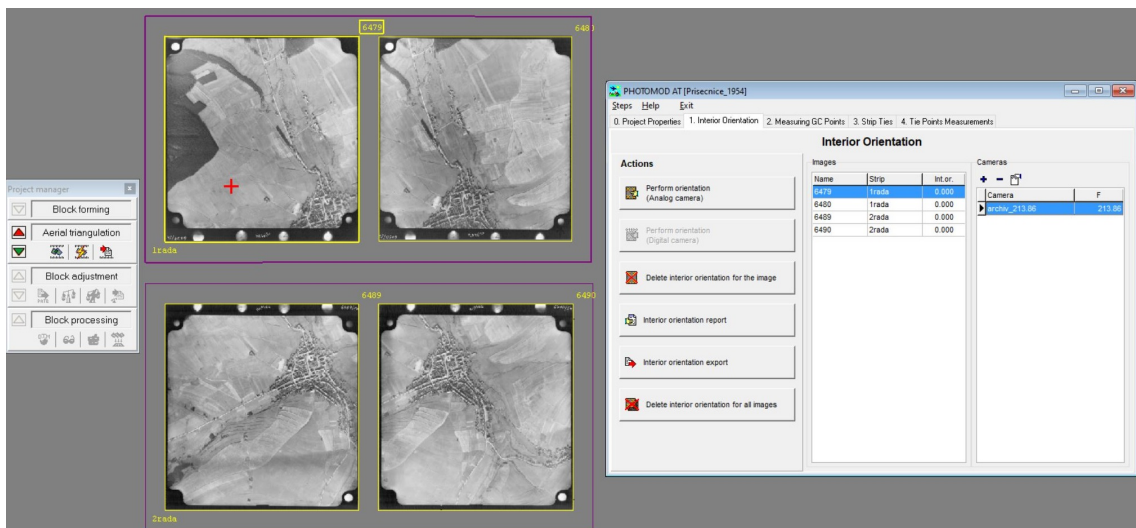 6479
648
1rada
6489
6490
2rada
Project manager
Block forming
Aerial triangulation
Block adjustment
Block processing
PHOTOMOD AT [Prisecnice_1954]
Steps Help Exit
0. Project Properties 1. Interior Orientation 2. Measuring GC Points 3. Strip Ties 4. Tie Points Measurements
Interior Orientation
Actions
Perform orientation
(Analog camera)
Perform orientation
(Digital camera)
Delete interior orientation for the image
Interior orientation report
Interior orientation export
Delete interior orientation for all images
Images
Name Strip Int.or.
6479 1rada 0.000
6480 1rada 0.000
6489 2rada 0.000
6490 2rada 0.000
Cameras
Camera F
archiv_213.86 213.86